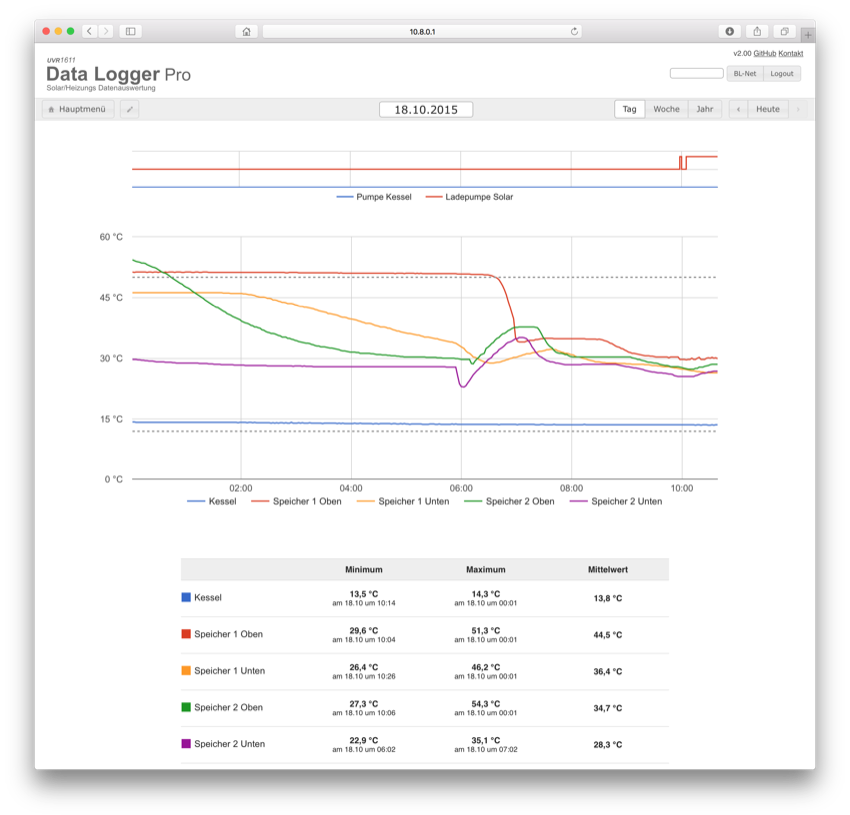 10.8.0.1
v2.00 GitHub Kontakt
UVR1611
Data Logger Pro
Solar/Heizungs Datenauswertung
BL-Net Logout
Hauptmenü 18.10.2015 Tag Woche Jahr Heute
Pumpe Kessel Ladepumpe Solar
60 °C
45 °C
30 °C
15 °C
0 °C
02:00 04:00 06:00 08:00 10:00
Kessel Speicher 1 Oben Speicher 1 Unten Speicher 2 Oben Speicher 2 Unten
Minimum Maximum Mittelwert
Kessel 13,5 °C 14,3 °C 13,8 °C
am 18.10 um 10:14 am 18.10 um 00:01
Speicher 1 Oben 29,6 °C 51,3 °C 44,5 °C
am 18.10 um 10:04 am 18.10 um 00:01
Speicher 1 Unten 26,4 °C 46,2 °C 36,4 °C
am 18.10 um 10:26 am 18.10 um 00:01
Speicher 2 Oben 27,3 °C 54,3 °C 34,7 °C
am 18.10 um 10:06 am 18.10 um 00:01
Speicher 2 Unten 22,9 °C 35,1 °C 28,3 °C
am 18.10 um 06:02 am 18.10 um 07:02